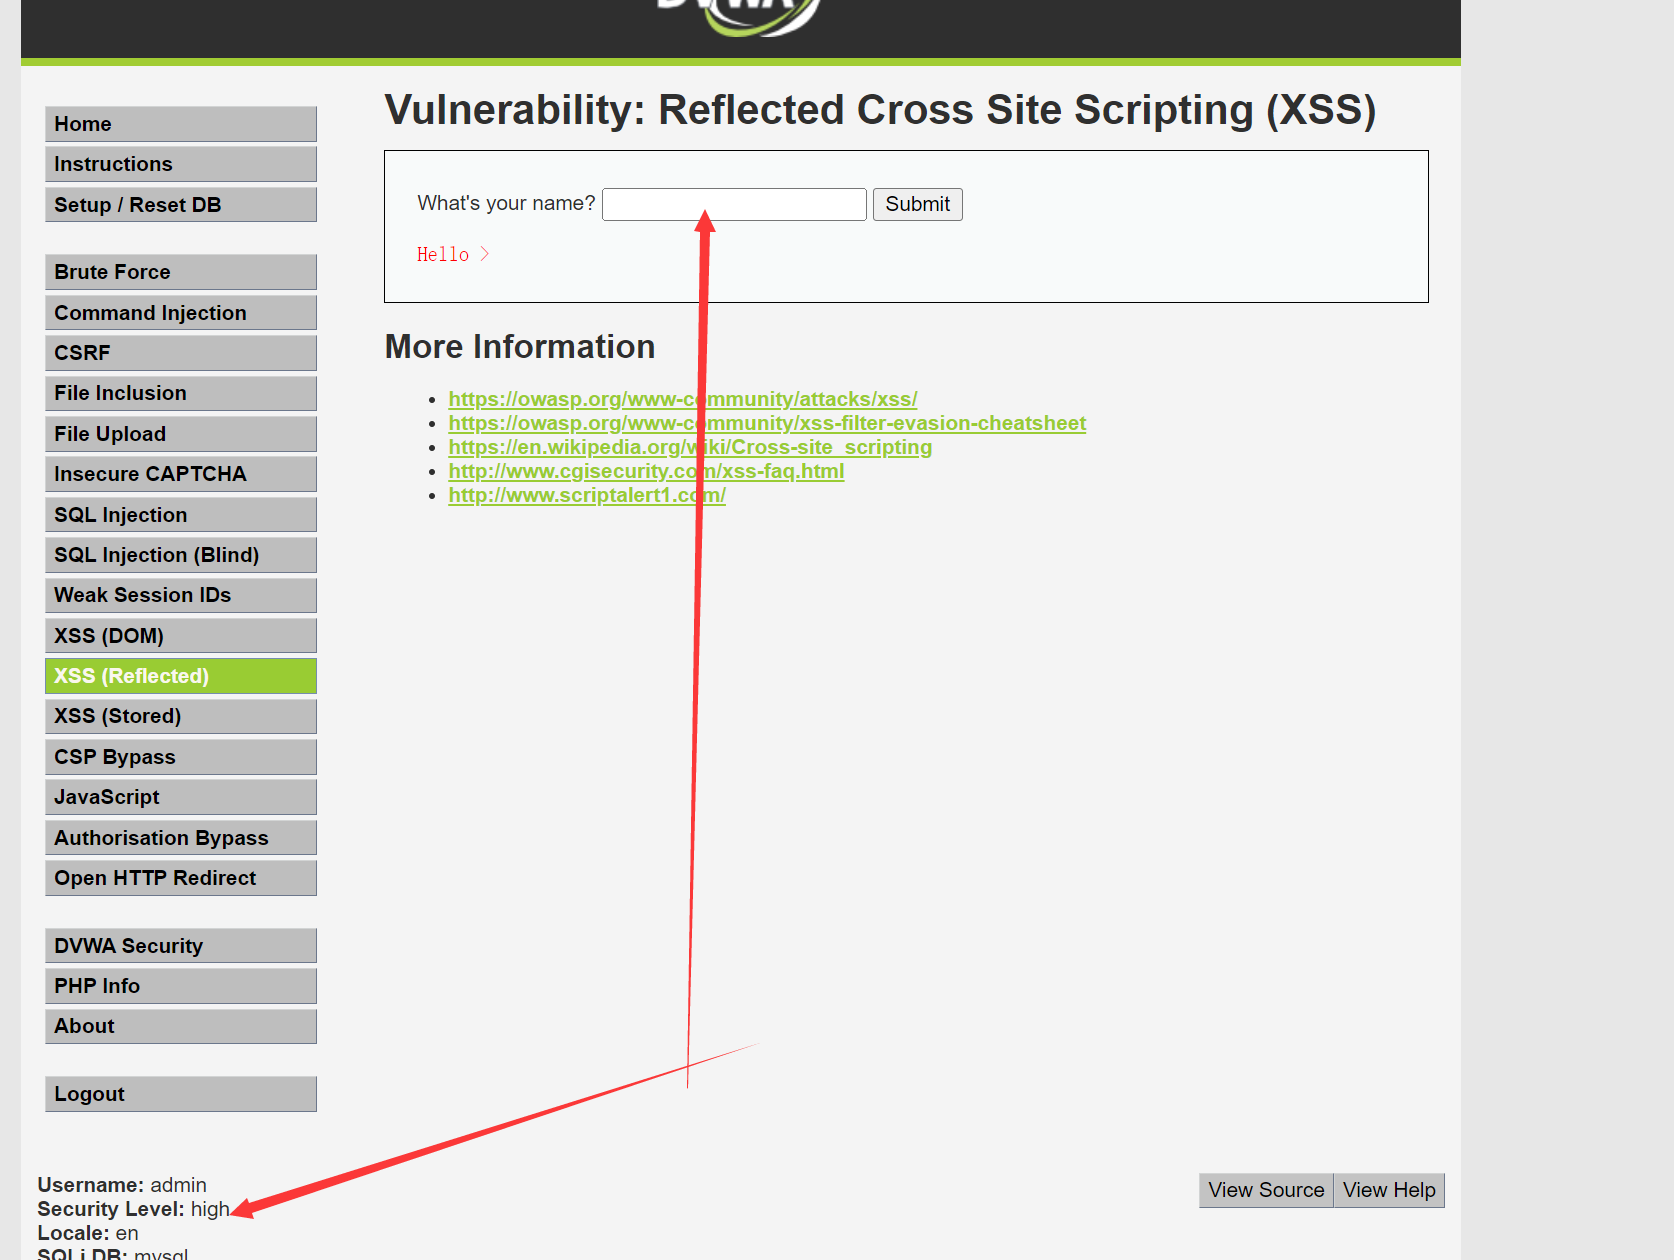 Vulnerability: Reflected Cross Site Scripting (XSS)
Home
Instructions
Setup / Reset DB
Brute Force
Command Injection
CSRF
File Inclusion
File Upload
Insecure CAPTCHA
SQL Injection
SQL Injection (Blind)
Weak Session IDs
XSS (DOM)
XSS (Reflected)
XSS (Stored)
CSP Bypass
JavaScript
Authorisation Bypass
Open HTTP Redirect
DVWA Security
PHP Info
About
Logout
What's your name? Submit
Hello >
More Information
https://owasp.org/www-community/attacks/xss/
https://owasp.org/www-community/xss-filter-evasion-cheatsheet
https://en.wikipedia.org/wiki/Cross-site_scripting
http://www.cgisecurity.com/xss-faq.html
http://www.scriptalert1.com/
Username: admin
Security Level: high
Locale: en
SQLi DB: mysql
View Source View Help